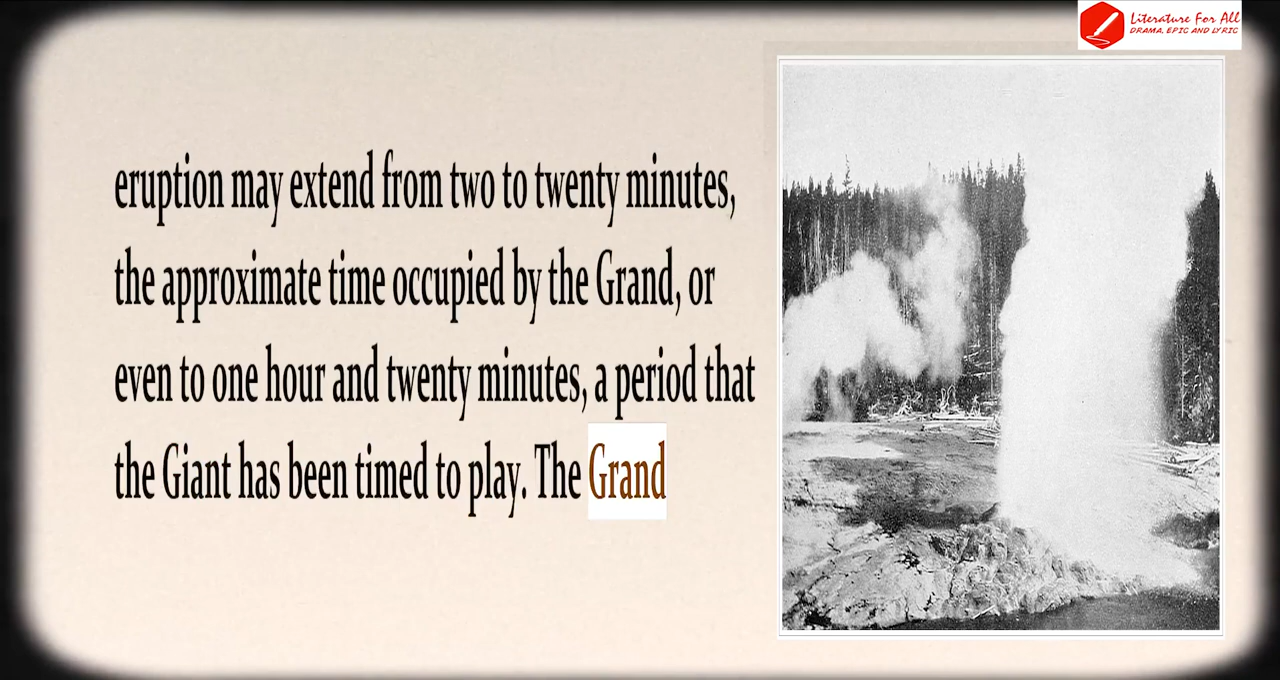 Literature For All
DRAMA, EPIC AND LYRIC
eruption may extend from two to twenty minutes,
the approximate time occupied by the Grand, or
even to one hour and twenty minutes, a period that
the Giant has been timed to play. The Grand